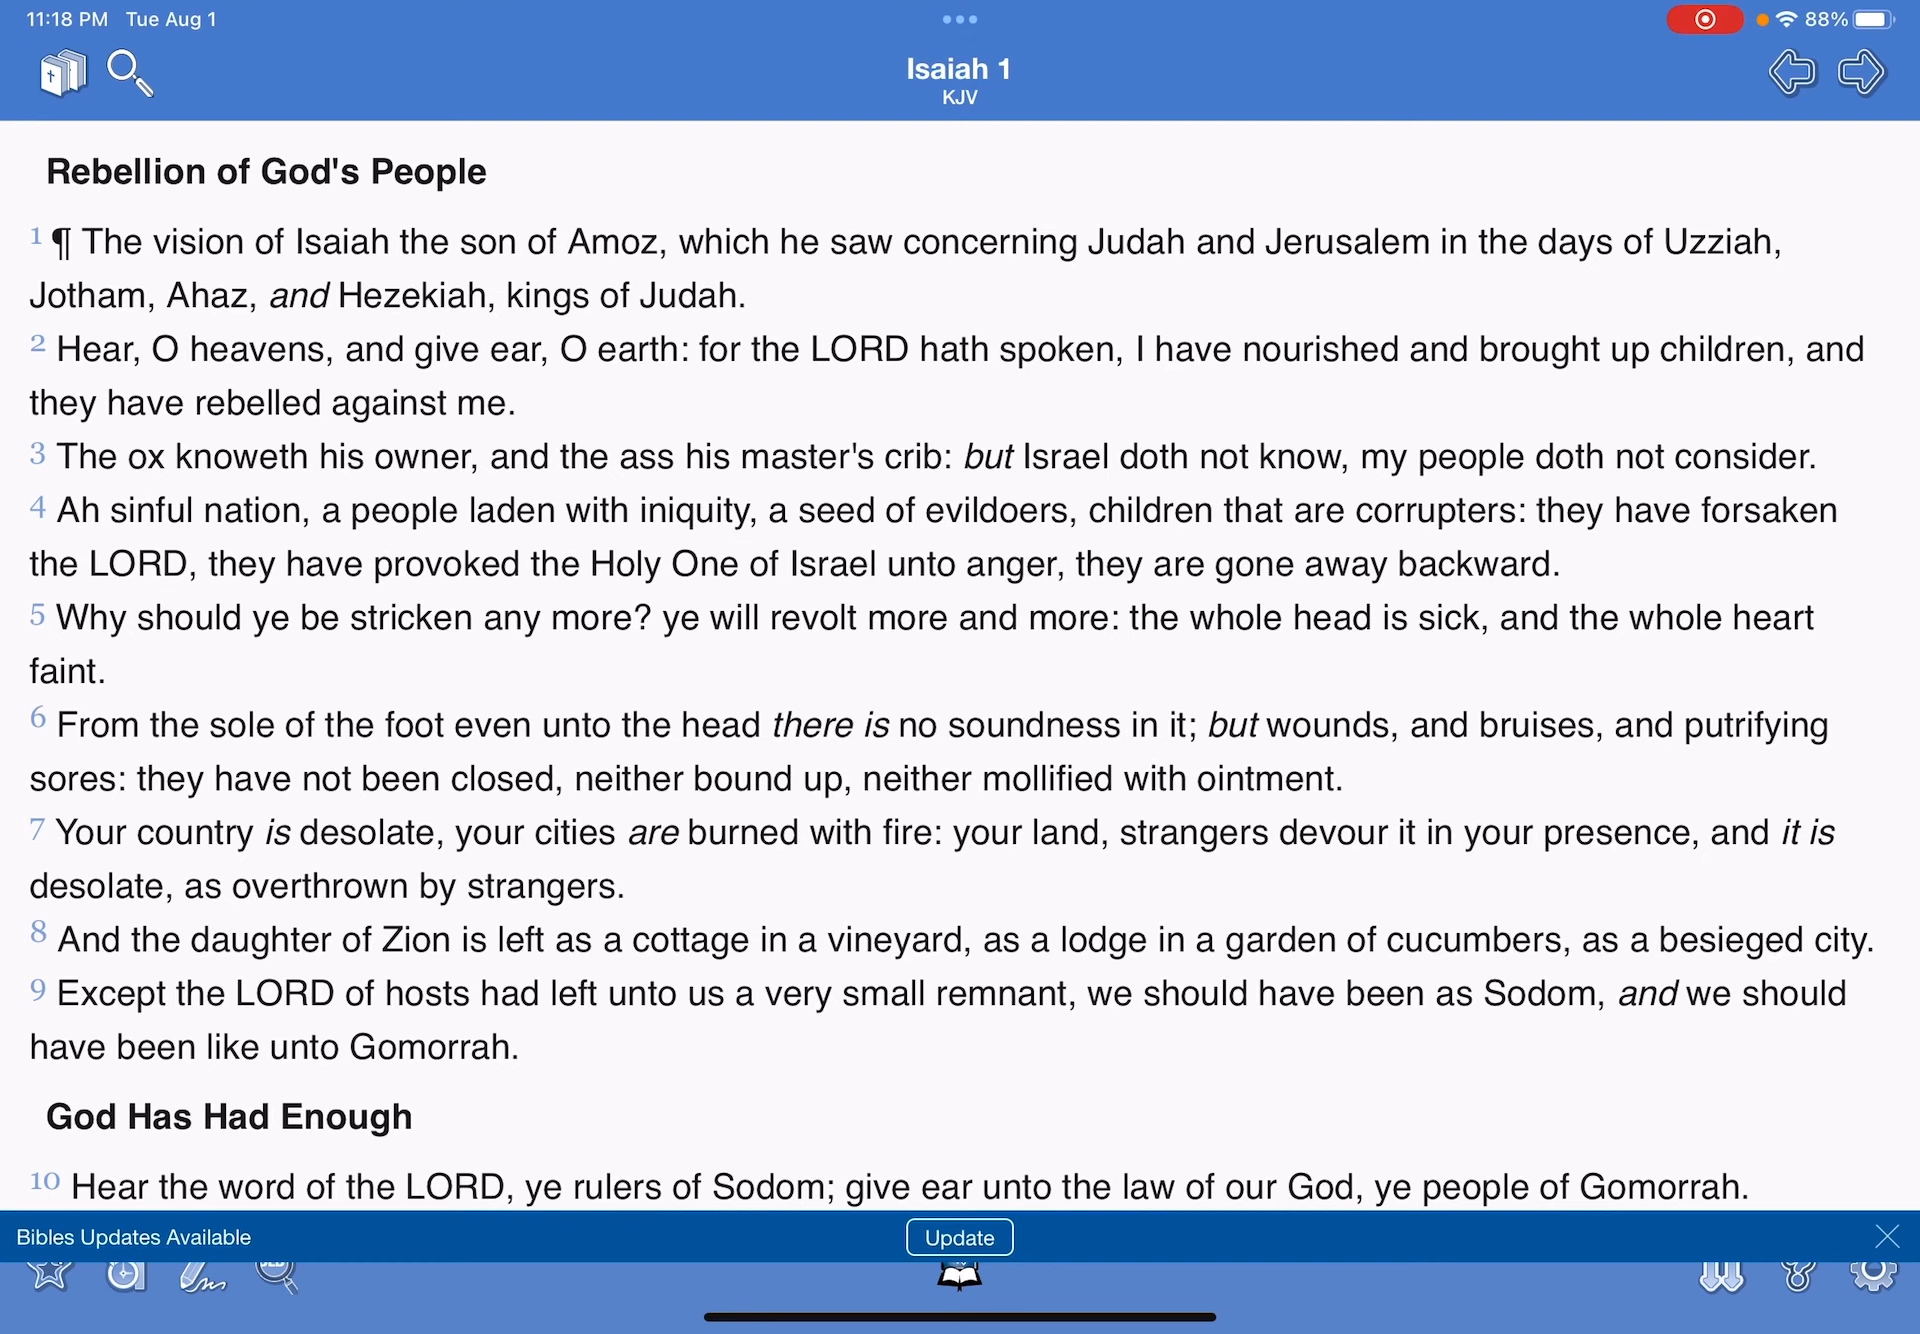 11:18 PM Tue Aug 1
88%
Isaiah 1
KJV
Rebellion of God's People
1 ¶ The vision of Isaiah the son of Amoz, which he saw concerning Judah and Jerusalem in the days of Uzziah,
Jotham, Ahaz, and Hezekiah, kings of Judah.
2 Hear, O heavens, and give ear, O earth: for the LORD hath spoken, I have nourished and brought up children, and
they have rebelled against me.
3 The ox knoweth his owner, and the ass his master's crib: but Israel doth not know, my people doth not consider.
4 Ah sinful nation, a people laden with iniquity, a seed of evildoers, children that are corrupters: they have forsaken
the LORD, they have provoked the Holy One of Israel unto anger, they are gone away backward.
5 Why should ye be stricken any more? ye will revolt more and more: the whole head is sick, and the whole heart
faint.
6 From the sole of the foot even unto the head there is no soundness in it; but wounds, and bruises, and putrifying
sores: they have not been closed, neither bound up, neither mollified with ointment.
7 Your country is desolate, your cities are burned with fire: your land, strangers devour it in your presence, and it is
desolate, as overthrown by strangers.
8 And the daughter of Zion is left as a cottage in a vineyard, as a lodge in a garden of cucumbers, as a besieged city.
9 Except the LORD of hosts had left unto us a very small remnant, we should have been as Sodom, and we should
have been like unto Gomorrah.
God Has Had Enough
10 Hear the word of the LORD, ye rulers of Sodom; give ear unto the law of our God, ye people of Gomorrah.
Bibles Updates Available
Update